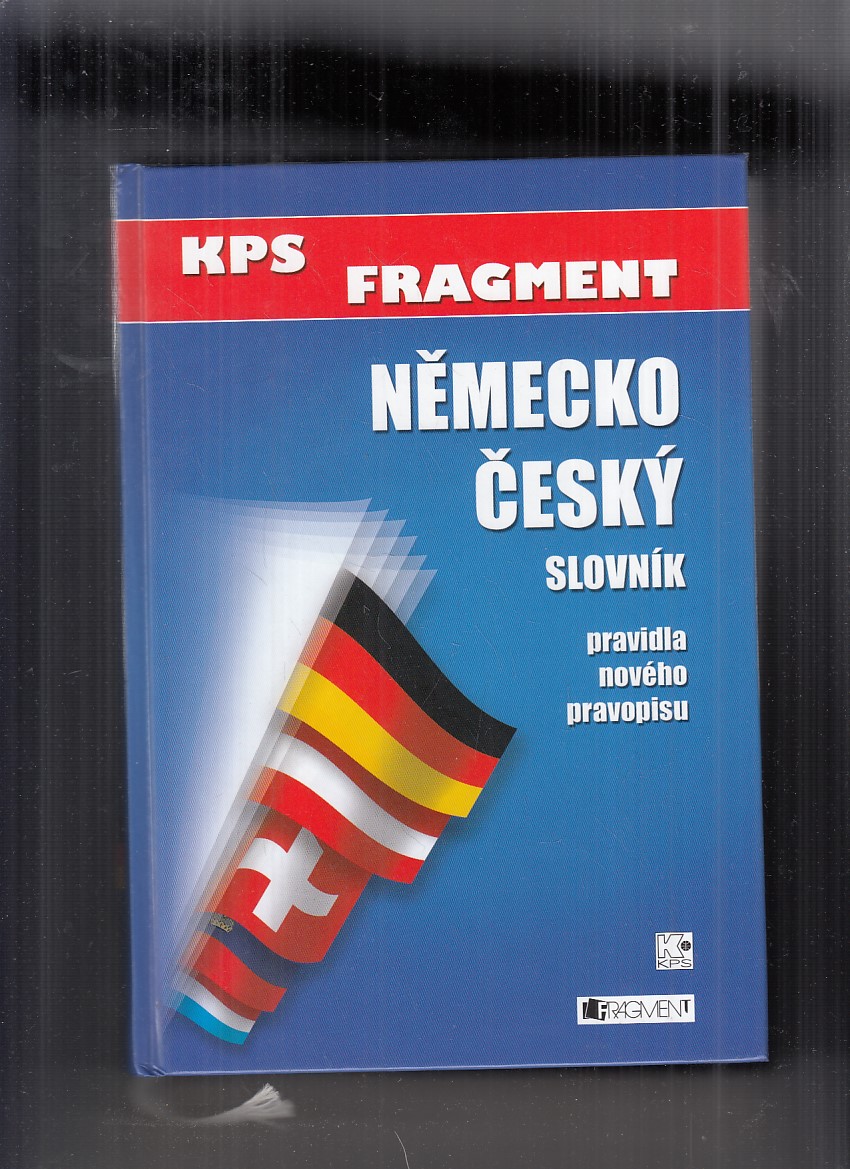 KPS
FRAGMENT
NĚMECKO
ČESKÝ
SLOVNÍK
pravidla
nového
pravopisu
K
KPS
FRAGMENT